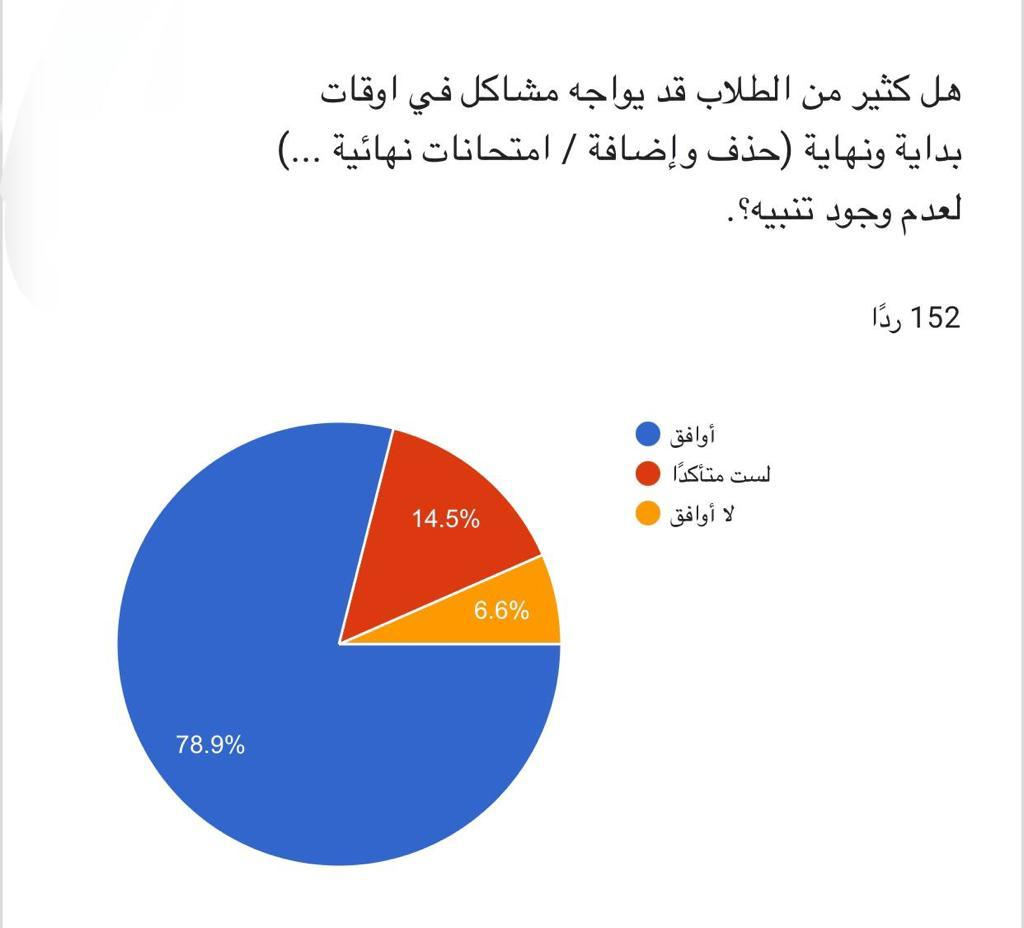 هل كثير من الطلاب قد يواجه مشاكل في اوقات
بداية ونهاية (حذف وإضافة / امتحانات نهائية ...)
لعدم وجود تنبيه؟.
152 ردًا
أوافق
لست متأكدًا
لا أوافق
14.5%
6.6%
78.9%